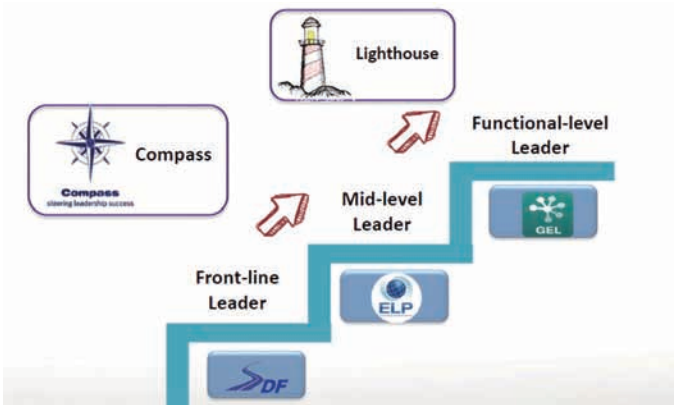 Lighthouse
Compass
Compass
steering leadership success
Functional-level
Leader
GEL
Mid-level
Leader
ELP
Front-line
Leader
DF